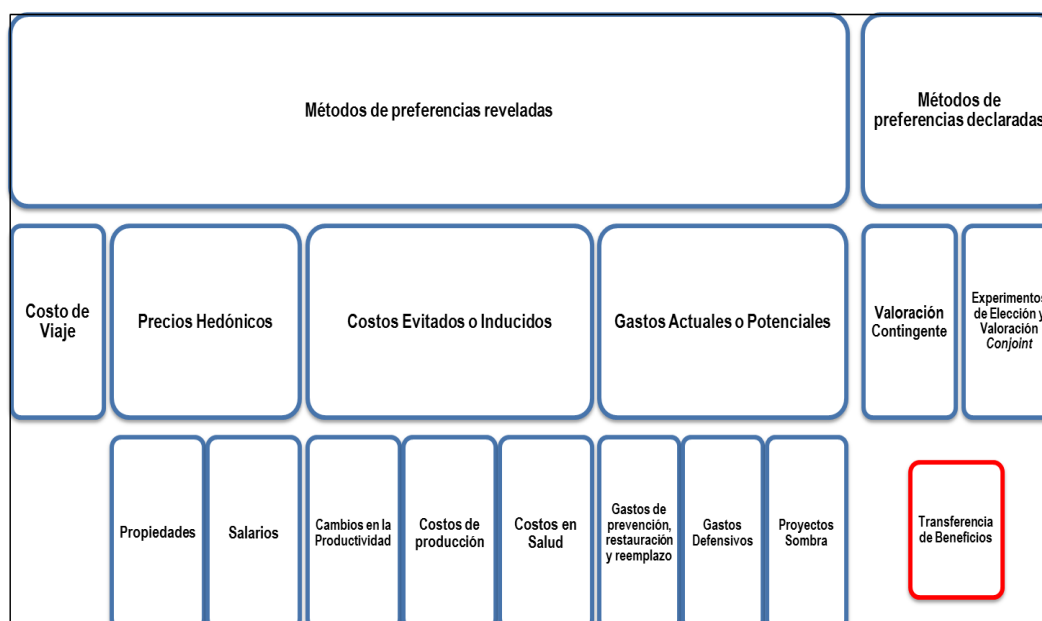 Métodos de preferencias reveladas
Métodos de
preferencias declaradas
Costo de
Viaje
Precios Hedónicos
Costos Evitados o Inducidos
Gastos Actuales o Potenciales
Valoración
Contingente
Experimentos
de Elección y
Valoración
Conjoint
Propiedades
Salarios
Cambios en la
Productividad
Costos de
producción
Costos en
Salud
Gastos de
prevención,
restauración
y reemplazo
Gastos
Defensivos
Proyectos
Sombra
Transferencia
de Beneficios